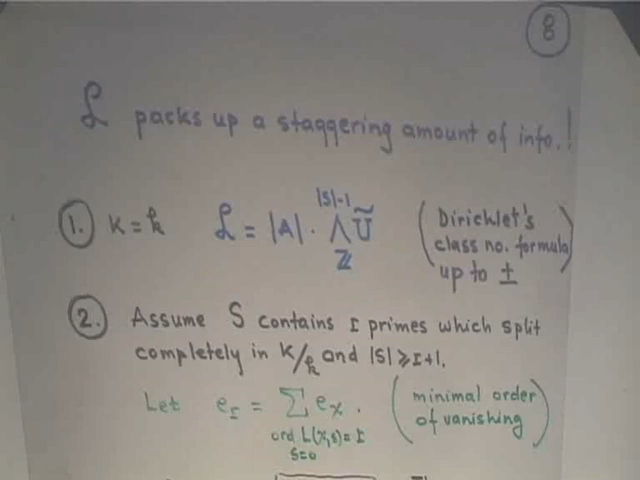 8
ℒ packs up a staggering amount of info.!
1. K = k ℒ = |A| · |S|-1 Λ Ũ ℤ
(Dirichlet's
class no. formula)
up to ±
2. Assume S contains r primes which split
completely in K/k and |S| ≥ r+1.
Let e_r = Σ e_χ. (minimal order
ord L(χ,s) = r of vanishing)
s=0